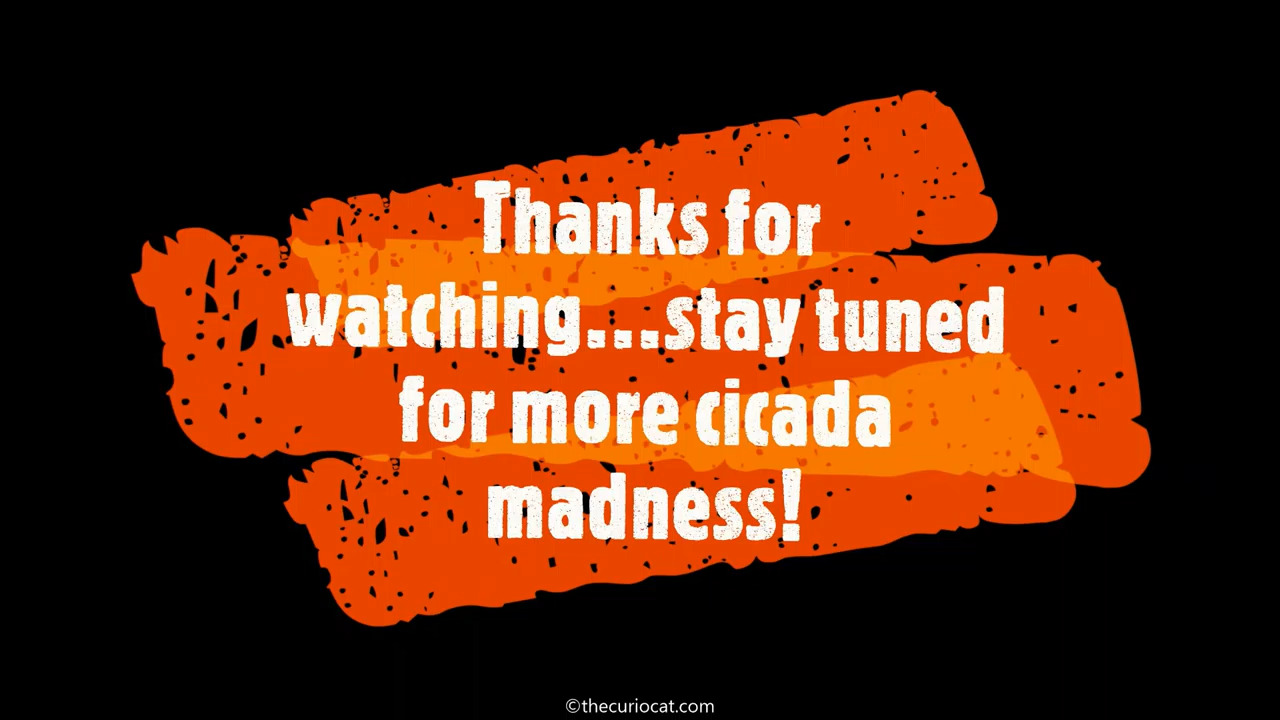 Thanks for
watching...stay tuned
for more cicada
madness!
©thecuriocat.com